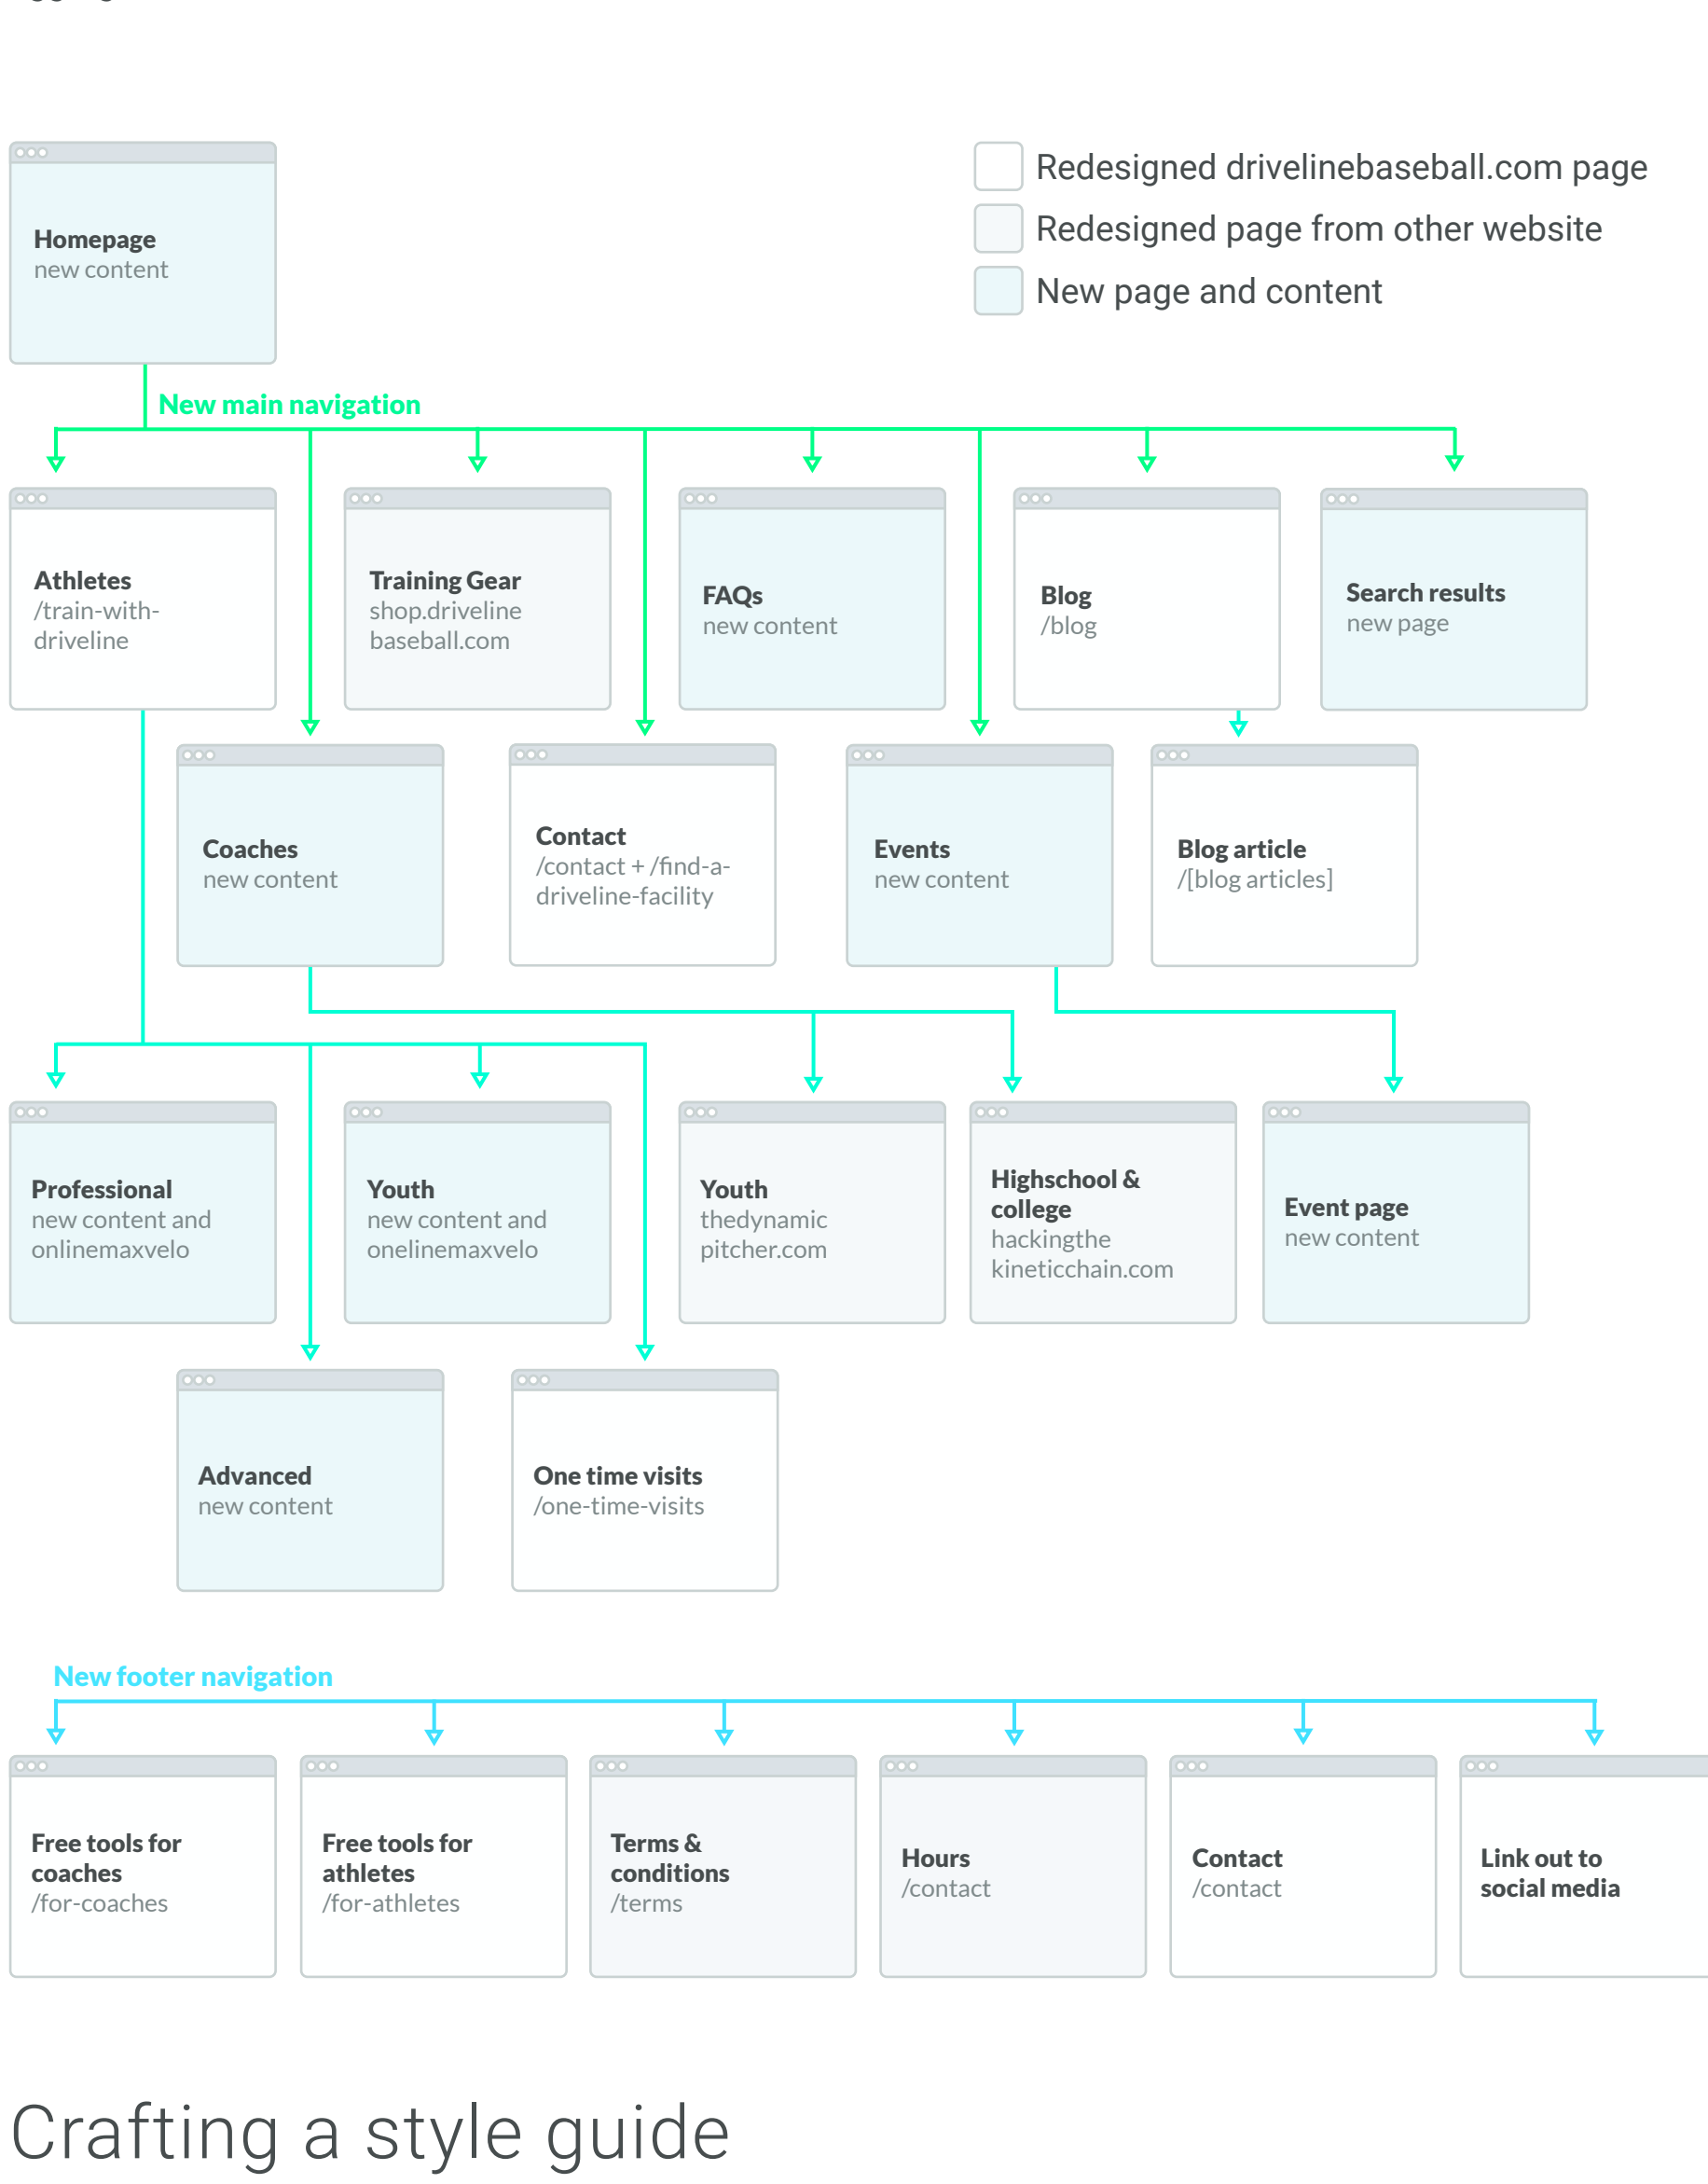 Redesigned drivelinebaseball.com page
Redesigned page from other website
New page and content
Homepage
new content
New main navigation
Athletes
/train-with-
driveline
Training Gear
shop.driveline
baseball.com
FAQs
new content
Blog
/blog
Search results
new page
Coaches
new content
Contact
/contact + /find-a-
driveline-facility
Events
new content
Blog article
/[blog articles]
Professional
new content and
onlinemaxvelo
Youth
new content and
onelinemaxvelo
Youth
thedynamic
pitcher.com
Highschool &
college
hackingthe
kineticchain.com
Event page
new content
Advanced
new content
One time visits
/one-time-visits
New footer navigation
Free tools for
coaches
/for-coaches
Free tools for
athletes
/for-athletes
Terms &
conditions
/terms
Hours
/contact
Contact
/contact
Link out to
social media
Crafting a style guide